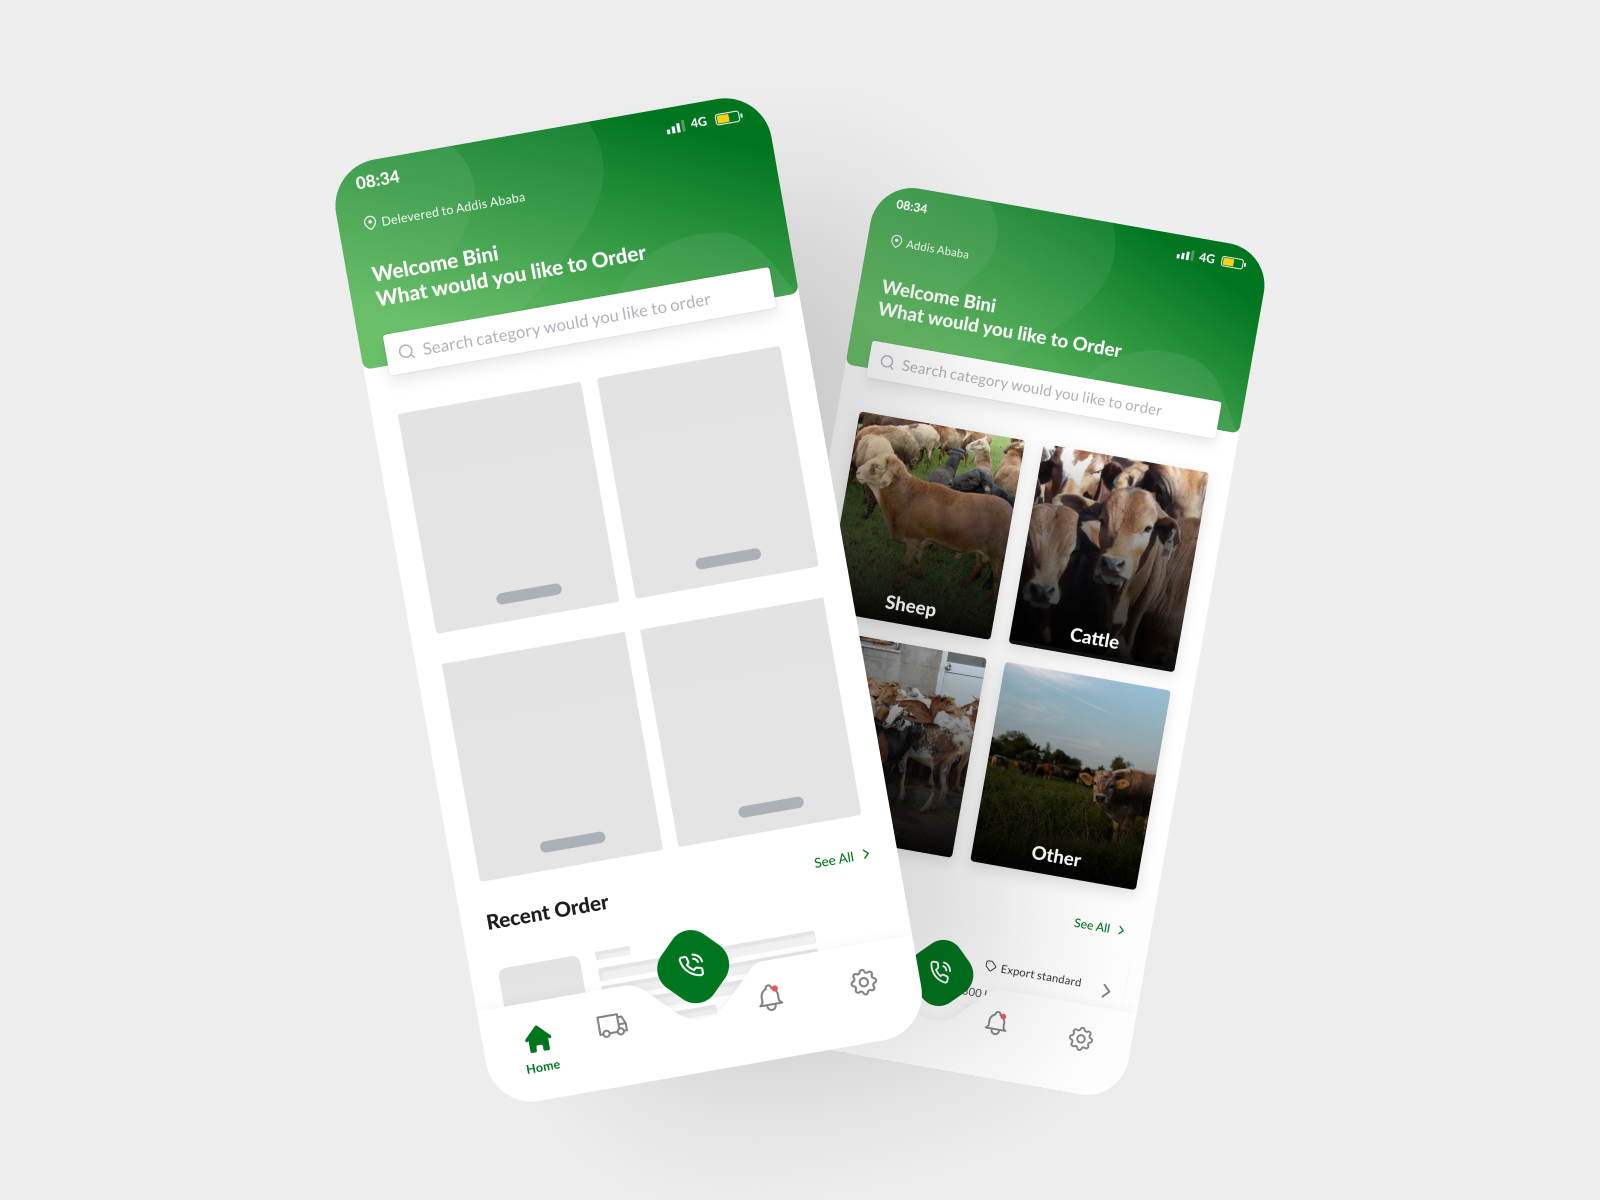 08:34
4G
Delevered to Addis Ababa
Welcome Bini
What would you like to Order
Search category would you like to order
See All
Recent Order
Home
08:34
4G
Addis Ababa
Welcome Bini
What would you like to Order
Search category would you like to order
Sheep
Cattle
Other
See All
Export standard